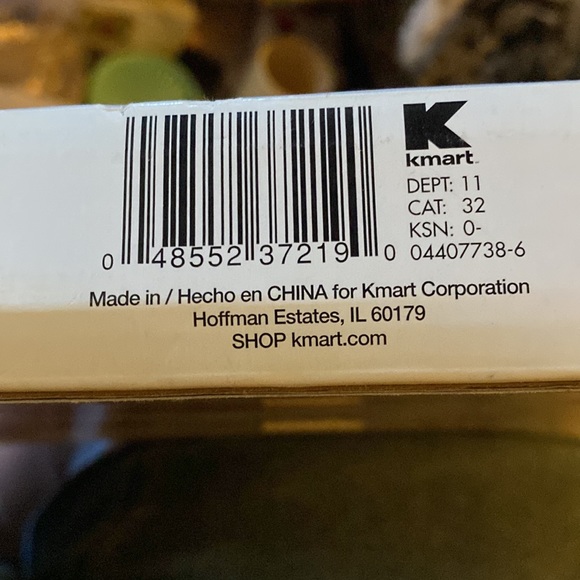 K
kmart
DEPT: 11
CAT: 32
KSN: 0-
04407738-6
0 48552 37219 0
Made in / Hecho en CHINA for Kmart Corporation
Hoffman Estates, IL 60179
SHOP kmart.com